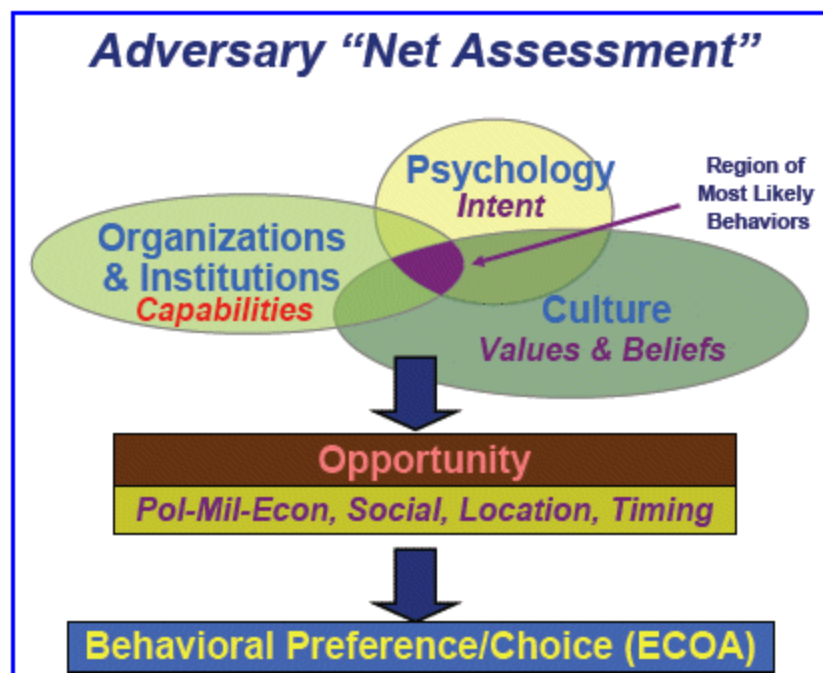 Adversary “Net Assessment”
Psychology
Intent
Region of
Most Likely
Behaviors
Organizations
& Institutions
Capabilities
Culture
Values & Beliefs
Opportunity
Pol-Mil-Econ, Social, Location, Timing
Behavioral Preference/Choice (ECOA)